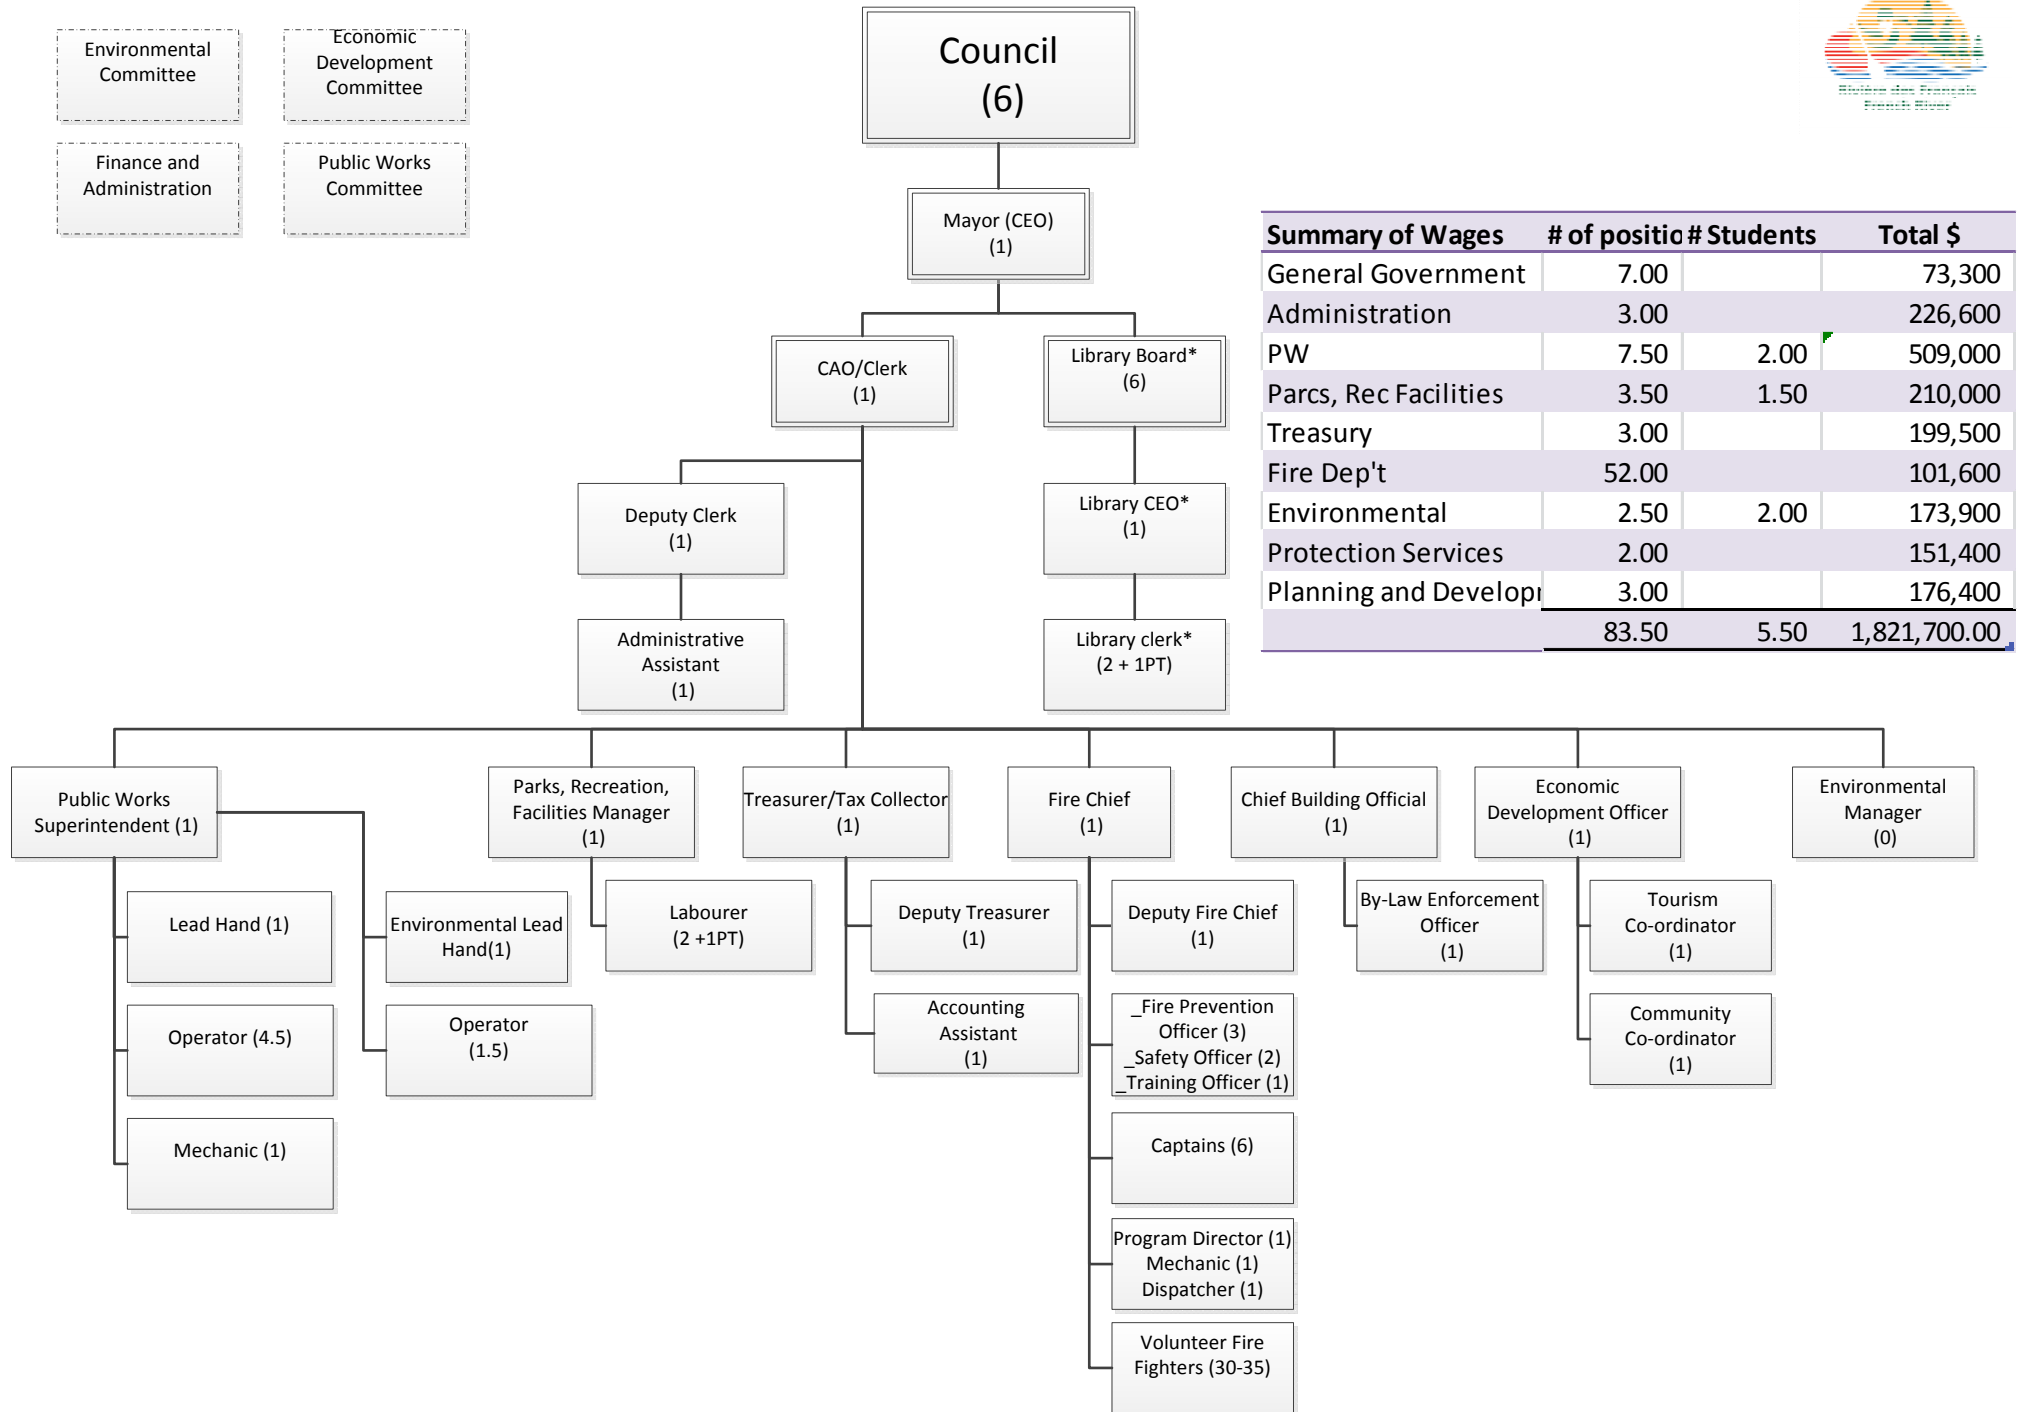 Environmental
Committee
Economic
Development
Committee
Finance and
Administration
Public Works
Committee
Council
(6)
Rivière des Français
French River
Mayor (CEO)
(1)
CAO/Clerk
(1)
Library Board*
(6)
Deputy Clerk
(1)
Library CEO*
(1)
Administrative
Assistant
(1)
Library clerk*
(2 + 1PT)
Summary of Wages # of positio # Students Total $
General Government 7.00 73,300
Administration 3.00 226,600
PW 7.50 2.00 509,000
Parcs, Rec Facilities 3.50 1.50 210,000
Treasury 3.00 199,500
Fire Dep't 52.00 101,600
Environmental 2.50 2.00 173,900
Protection Services 2.00 151,400
Planning and Develop 3.00 176,400
83.50 5.50 1,821,700.00
Public Works
Superintendent (1)
Parks, Recreation,
Facilities Manager
(1)
Treasurer/Tax Collector
(1)
Fire Chief
(1)
Chief Building Official
(1)
Economic
Development Officer
(1)
Environmental
Manager
(0)
Lead Hand (1)
Environmental Lead
Hand(1)
Labourer
(2 +1PT)
Deputy Treasurer
(1)
Deputy Fire Chief
(1)
By-Law Enforcement
Officer
(1)
Tourism
Co-ordinator
(1)
Operator (4.5)
Operator
(1.5)
Accounting
Assistant
(1)
_Fire Prevention
Officer (3)
_Safety Officer (2)
_Training Officer (1)
Community
Co-ordinator
(1)
Mechanic (1)
Captains (6)
Program Director (1)
Mechanic (1)
Dispatcher (1)
Volunteer Fire
Fighters (30-35)